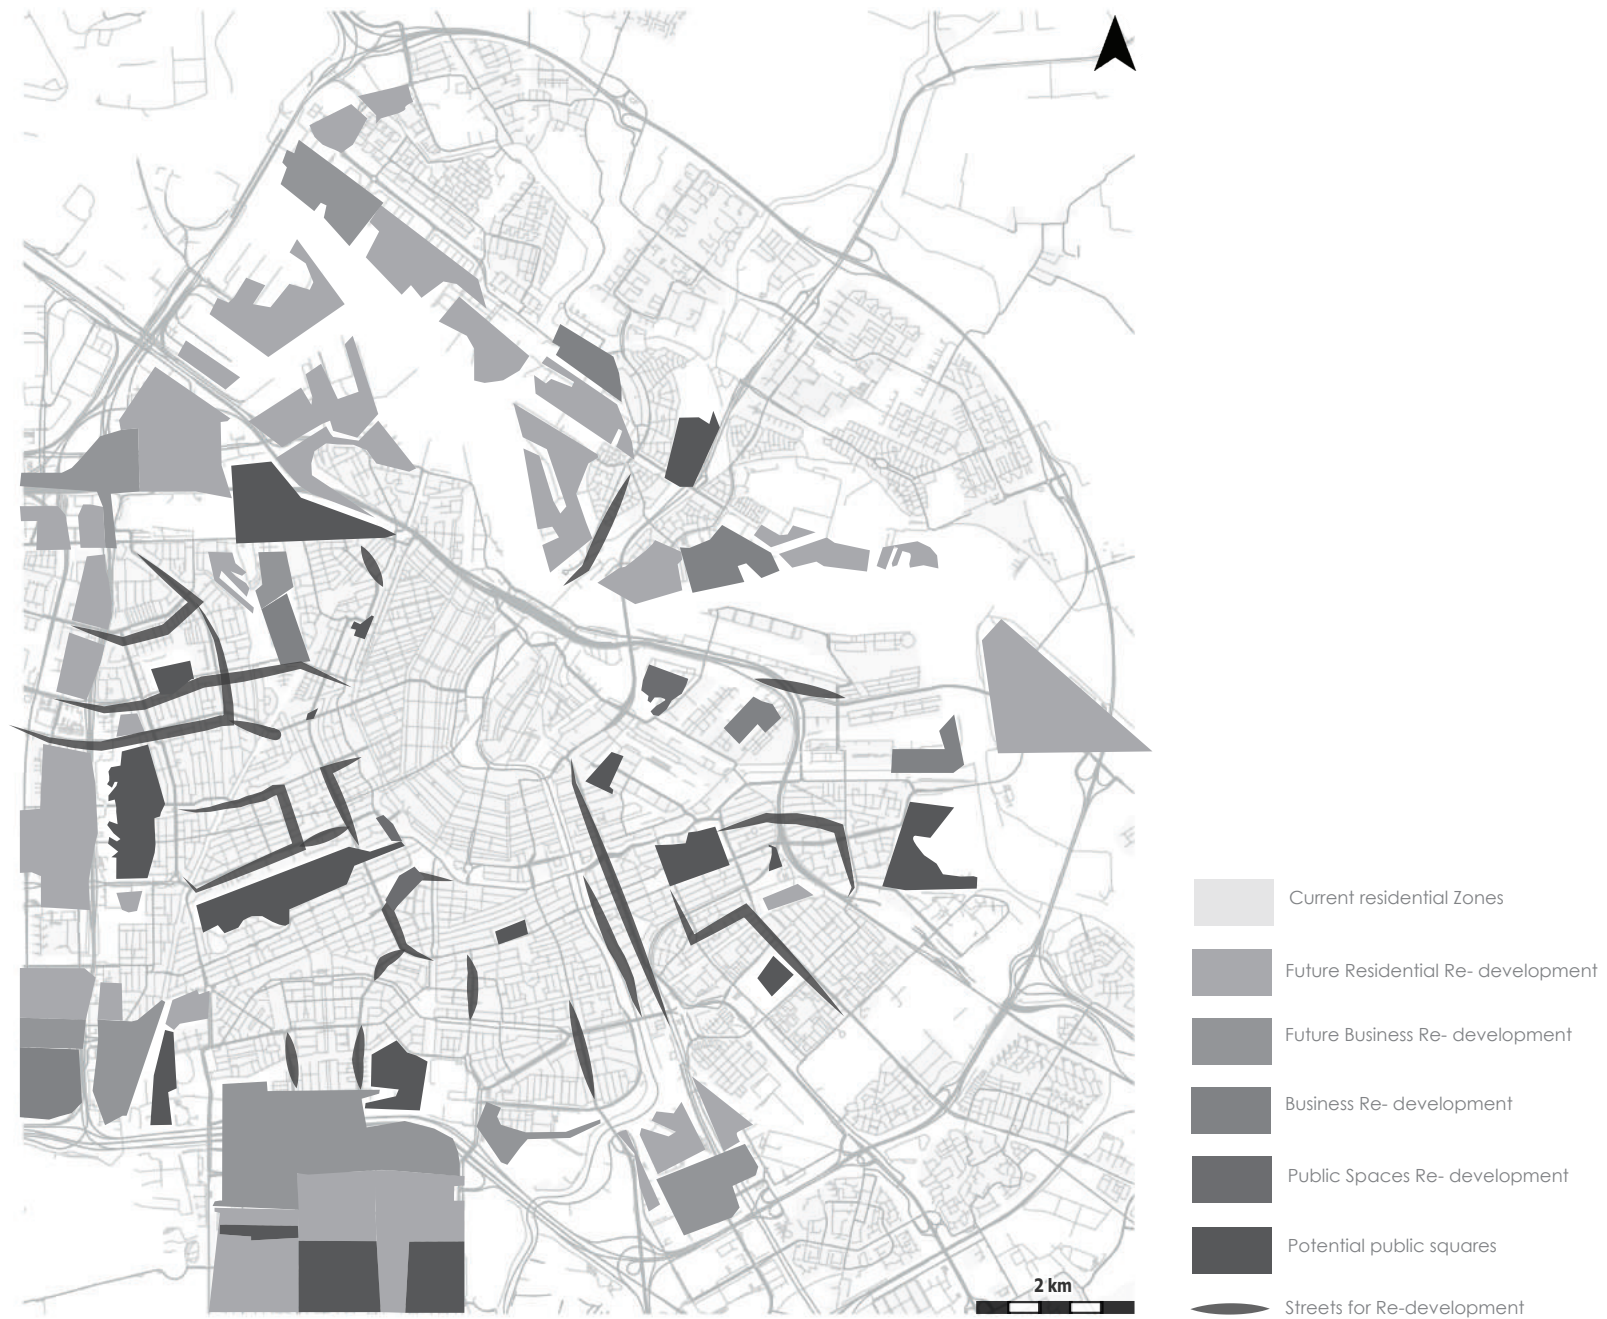 Current residential Zones
Future Residential Re- development
Future Business Re- development
Business Re- development
Public Spaces Re- development
Potential public squares
2 km
Streets for Re-development